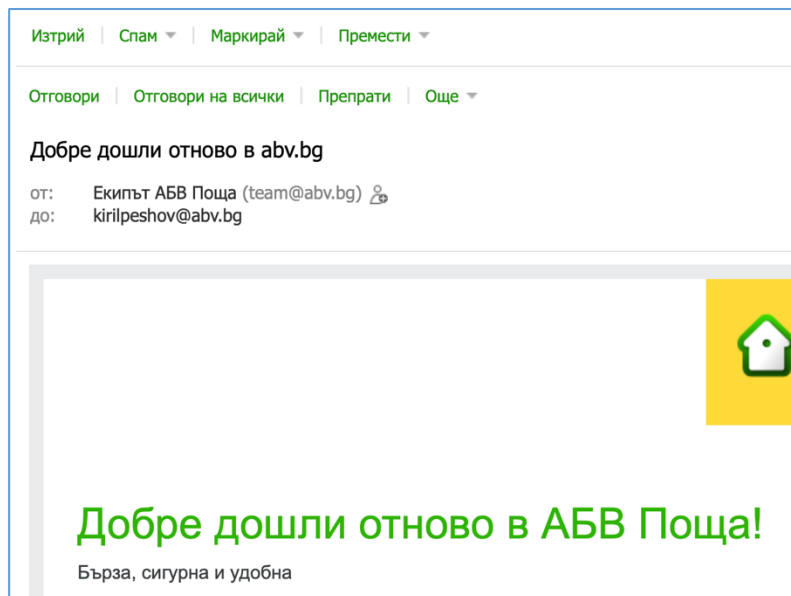 Изтрий Спам Маркирай Премести
Отговори Отговори на всички Препрати Още
Добре дошли отново в abv.bg
от: Екипът АБВ Поща (team@abv.bg)
до: kirilpeshov@abv.bg
Добре дошли отново в АБВ Поща!
Бърза, сигурна и удобна